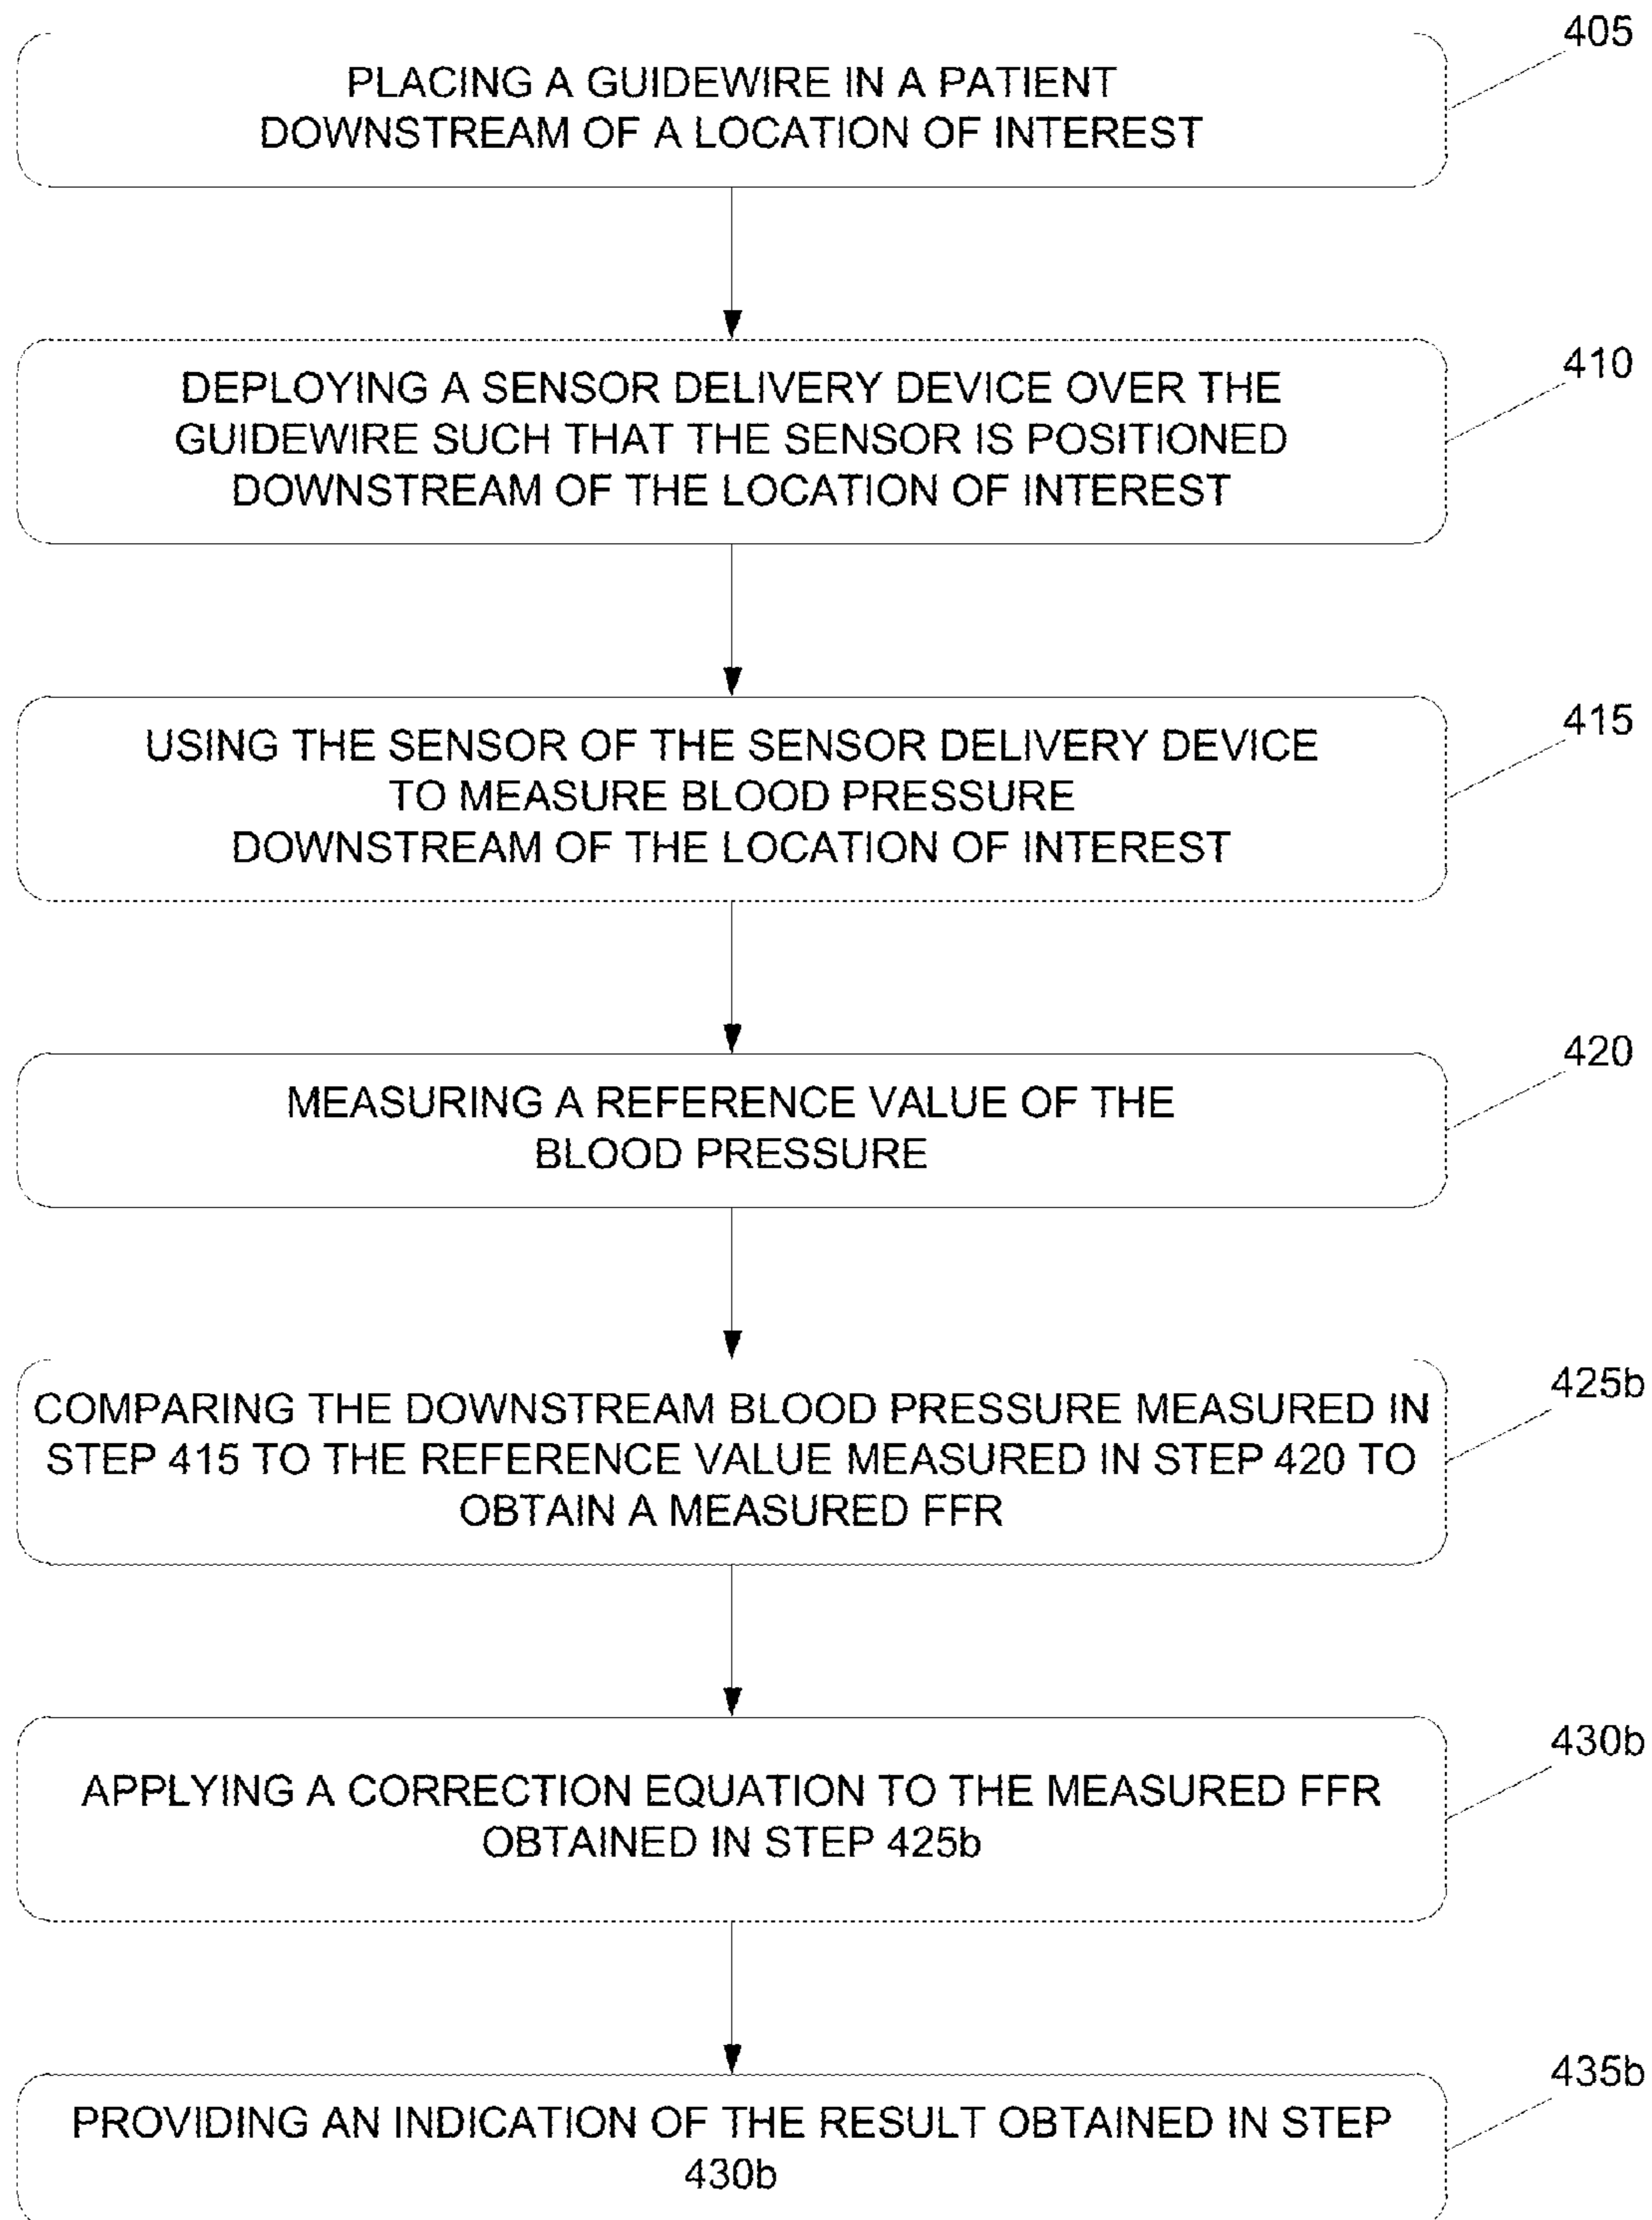 405
PLACING A GUIDEWIRE IN A PATIENT
DOWNSTREAM OF A LOCATION OF INTEREST
410
DEPLOYING A SENSOR DELIVERY DEVICE OVER THE
GUIDEWIRE SUCH THAT THE SENSOR IS POSITIONED
DOWNSTREAM OF THE LOCATION OF INTEREST
415
USING THE SENSOR OF THE SENSOR DELIVERY DEVICE
TO MEASURE BLOOD PRESSURE
DOWNSTREAM OF THE LOCATION OF INTEREST
420
MEASURING A REFERENCE VALUE OF THE
BLOOD PRESSURE
425b
COMPARING THE DOWNSTREAM BLOOD PRESSURE MEASURED IN
STEP 415 TO THE REFERENCE VALUE MEASURED IN STEP 420 TO
OBTAIN A MEASURED FFR
430b
APPLYING A CORRECTION EQUATION TO THE MEASURED FFR
OBTAINED IN STEP 425b
435b
PROVIDING AN INDICATION OF THE RESULT OBTAINED IN STEP
430b